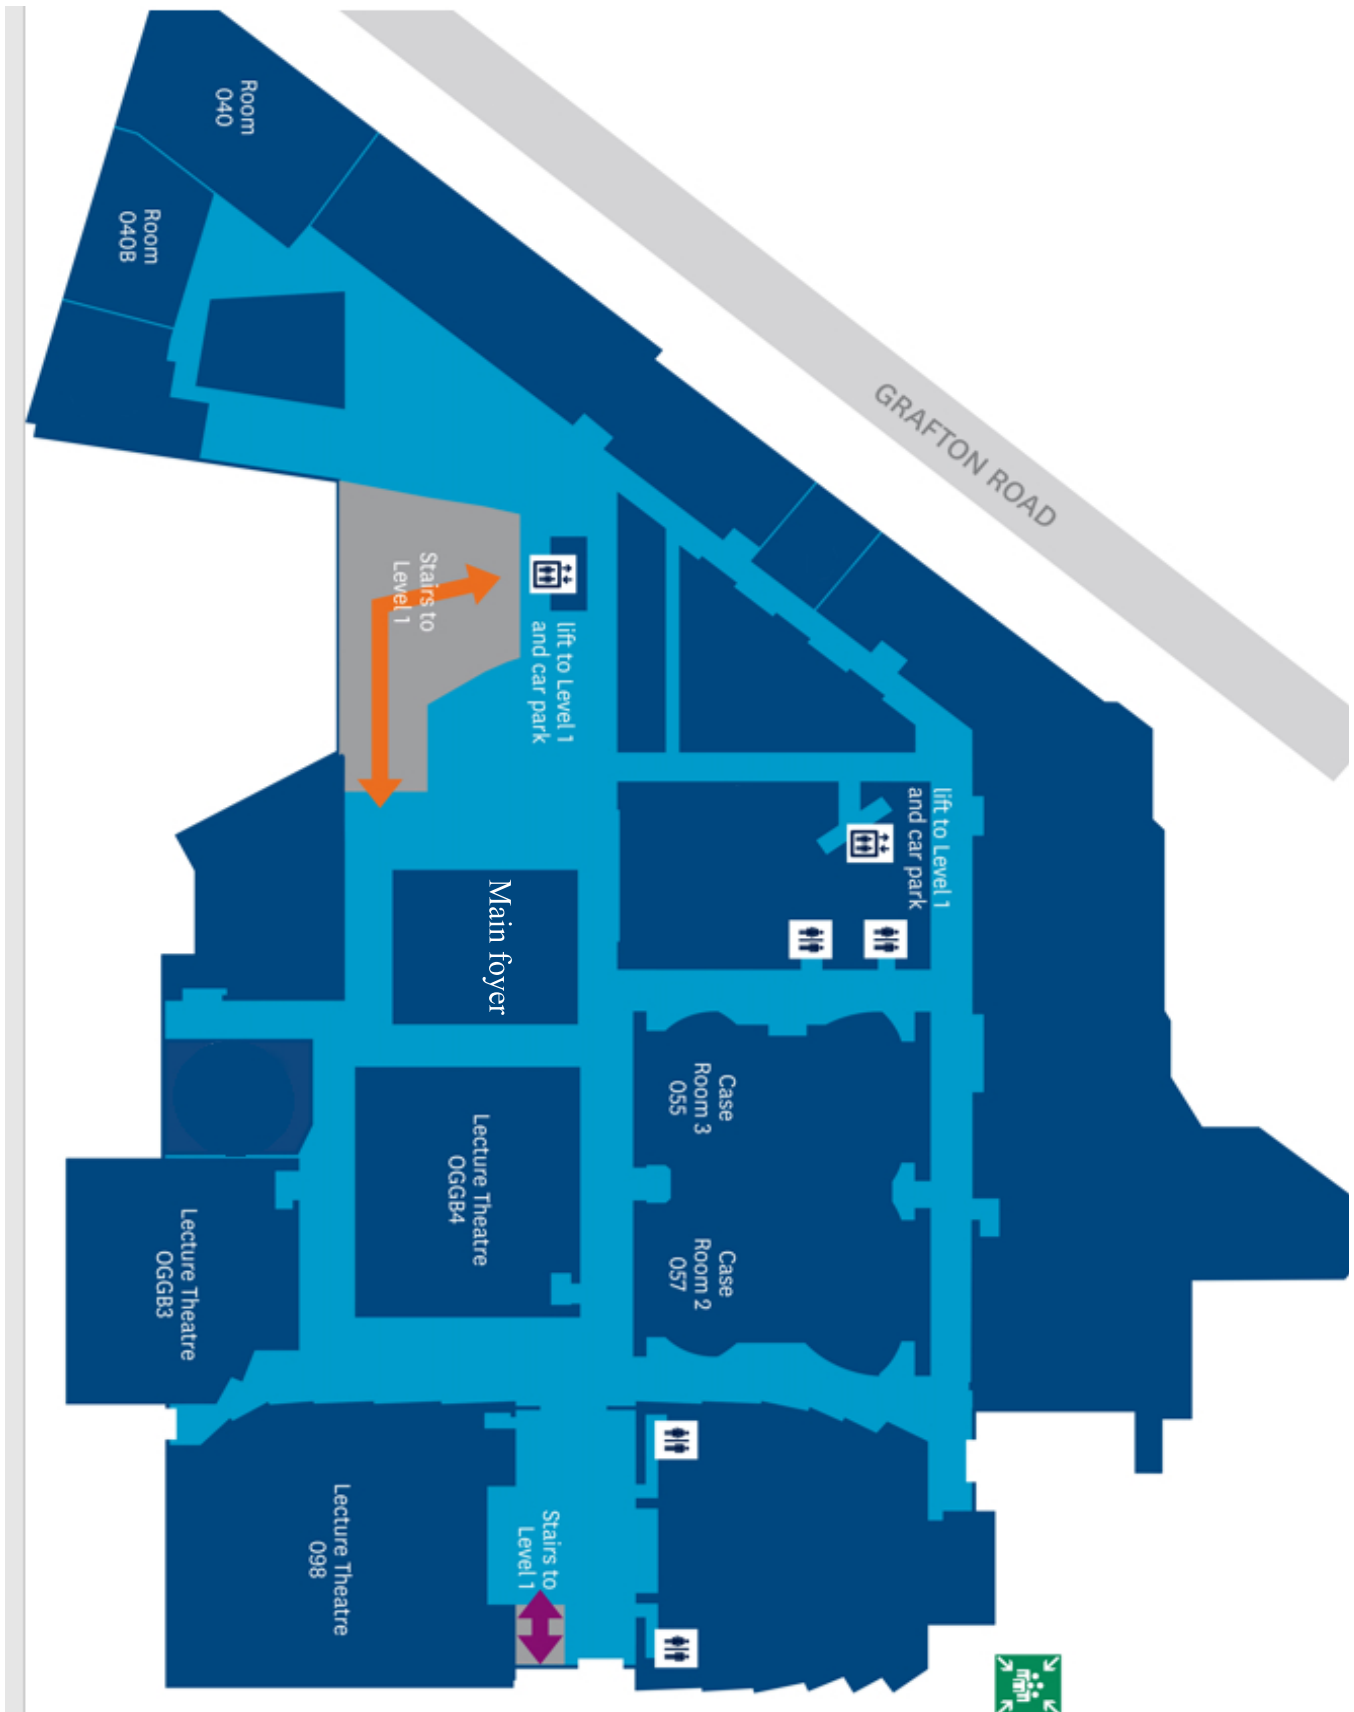 Room
040
Room
040B
GRAFTON ROAD
Stairs to
Level 1
lift to Level 1
and car park
lift to Level 1
and car park
Main foyer
Case
Room 3
055
Lecture Theatre
OGGB4
Case
Room 2
057
Lecture Theatre
OGGB3
Lecture Theatre
098
Stairs to
Level 1